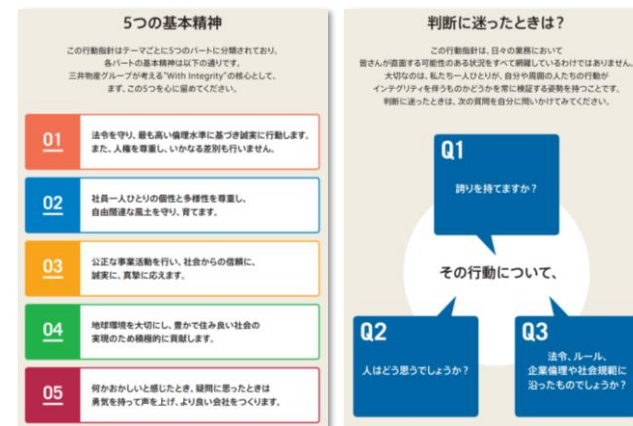 5つの基本精神
この行動指針はテーマごとに5つのパートに分類されており、
各パートの基本精神は以下の通りです。
三井物産グループが考える"With Integrity"の核心として、
まず、この5つを心に留めてください。
01
法令を守り、最も高い倫理水準に基づき誠実に行動します。
また、人権を尊重し、いかなる差別も行いません。
02
社員一人ひとりの個性と多様性を尊重し、
自由闊達な風土を守り、育てます。
03
公正な事業活動を行い、社会からの信頼に、
誠実に、真摯に応えます。
04
地球環境を大切にし、豊かで住み良い社会の
実現のため積極的に貢献します。
05
何かおかしいと感じたとき、疑問に思ったときは
勇気を持って声を上げ、より良い会社をつくります。
判断に迷ったときは?
この行動指針は、日々の業務において
皆さんが直面する可能性のある状況をすべて網羅しているわけではありません。
大切なのは、私たち一人ひとりが、自分や周囲の人たちの行動が
インテグリティを伴うものかどうかを常に検証する姿勢を持つことです。
判断に迷ったときは、次の質問を自分に問いかけてみてください。
Q1
誇りを持てますか?
その行動について、
Q2
人はどう思うでしょうか?
Q3
法令、ルール、
企業倫理や社会規範に
沿ったものでしょうか?